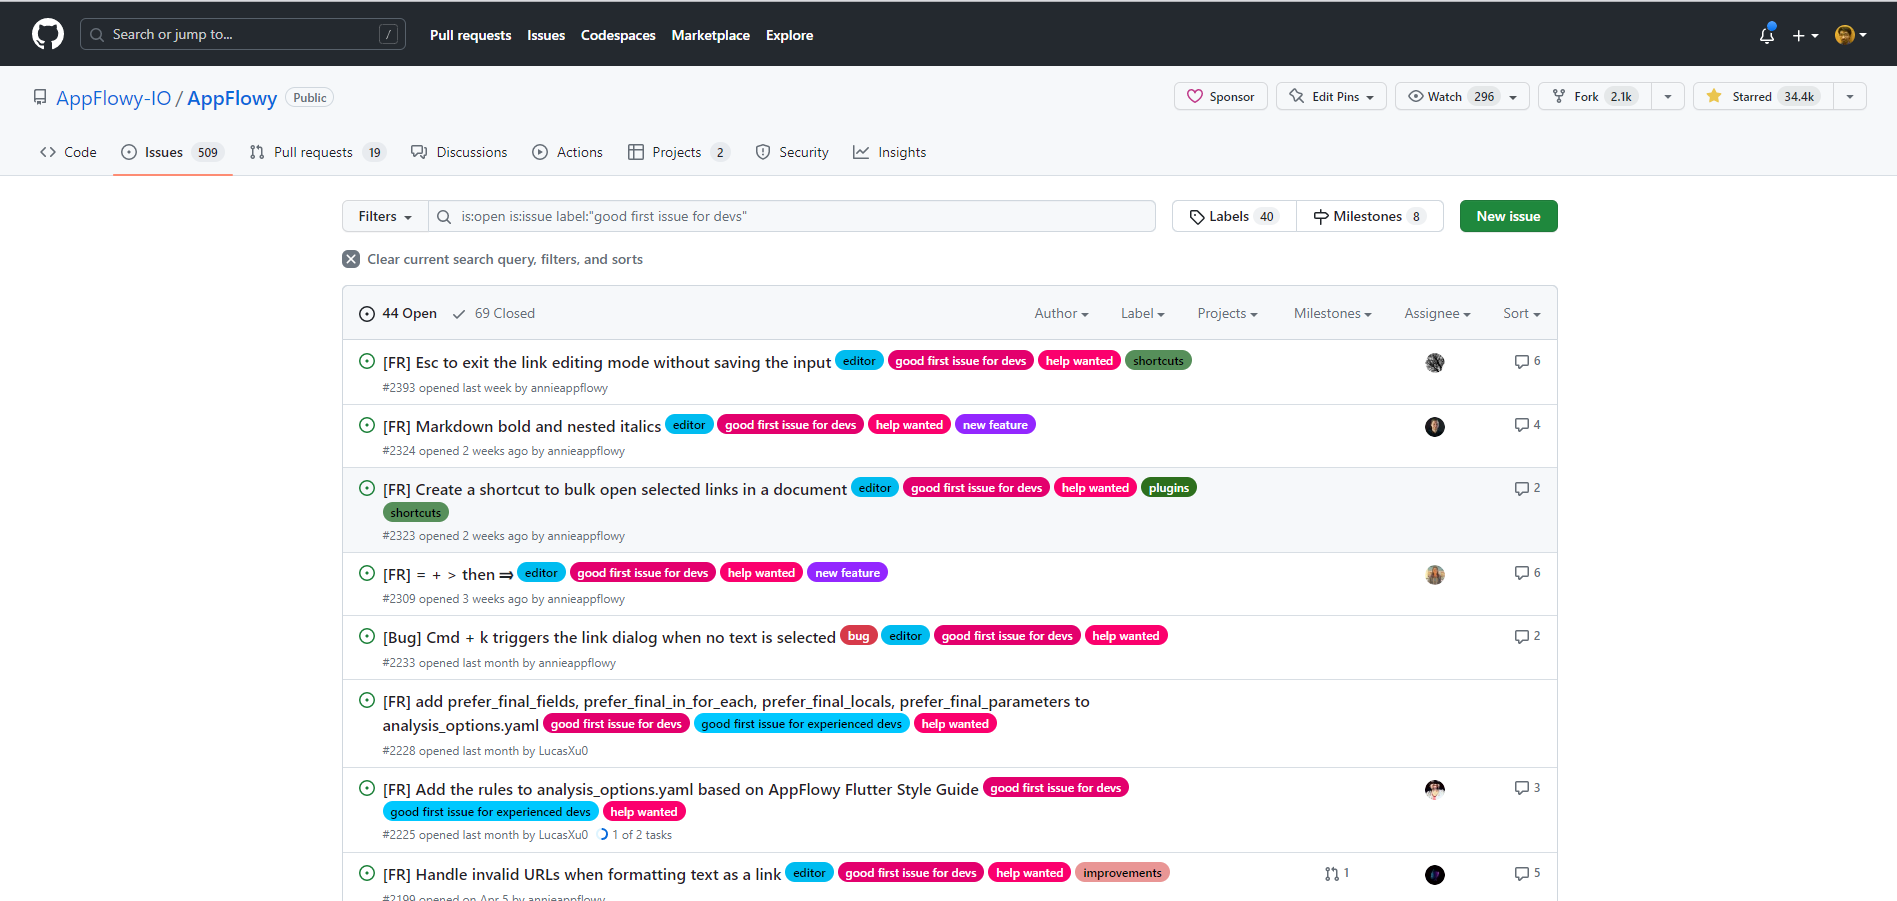 Search or jump to... /
Pull requests Issues Codespaces Marketplace Explore
AppFlowy-IO / AppFlowy Public
Sponsor Edit Pins Watch 296 Fork 2.1k Starred 34.4k
Code Issues 509 Pull requests 19 Discussions Actions Projects 2 Security Insights
Filters is:open is:issue label:"good first issue for devs" Labels 40 Milestones 8 New issue
Clear current search query, filters, and sorts
44 Open 69 Closed Author Label Projects Milestones Assignee Sort
[FR] Esc to exit the link editing mode without saving the input editor good first issue for devs help wanted shortcuts 6
#2393 opened last week by annieappflowy
[FR] Markdown bold and nested italics editor good first issue for devs help wanted new feature 4
#2324 opened 2 weeks ago by annieappflowy
[FR] Create a shortcut to bulk open selected links in a document editor good first issue for devs help wanted plugins 2
shortcuts
#2323 opened 2 weeks ago by annieappflowy
[FR] = + > then ⇒ editor good first issue for devs help wanted new feature 6
#2309 opened 3 weeks ago by annieappflowy
[Bug] Cmd + k triggers the link dialog when no text is selected bug editor good first issue for devs help wanted 2
#2233 opened last month by annieappflowy
[FR] add prefer_final_fields, prefer_final_in_for_each, prefer_final_locals, prefer_final_parameters to
analysis_options.yaml good first issue for devs good first issue for experienced devs help wanted
#2228 opened last month by LucasXu0
[FR] Add the rules to analysis_options.yaml based on AppFlowy Flutter Style Guide good first issue for devs 3
good first issue for experienced devs help wanted
#2225 opened last month by LucasXu0 1 of 2 tasks
[FR] Handle invalid URLs when formatting text as a link editor good first issue for devs help wanted improvements 1 5
#2199 opened on Apr 5 by annieappflowy